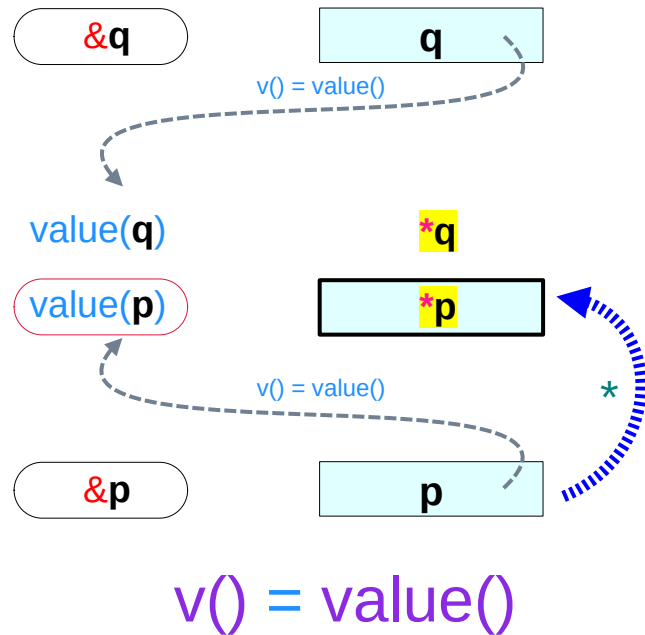 &q q
v() = value()
value(q) *q
value(p) *p
v() = value() *
&p p
v() = value()